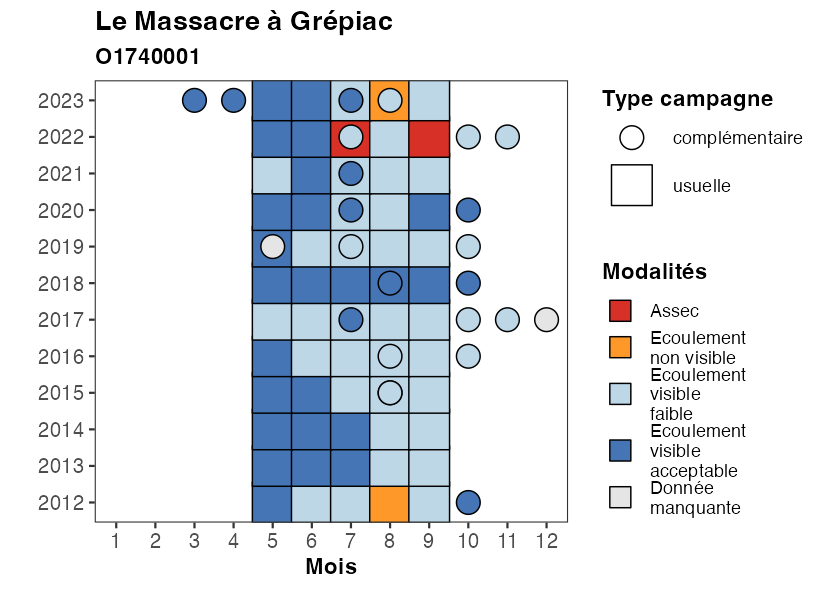 Le Massacre à Grépiac
O1740001
2023
2022
2021
2020
2019
2018
2017
2016
2015
2014
2013
2012
1 2 3 4 5 6 7 8 9 10 11 12
Mois
Type campagne
complémentaire
usuelle
Modalités
Assec
Ecoulement
non visible
Ecoulement
visible
faible
Ecoulement
visible
acceptable
Donnée
manquante